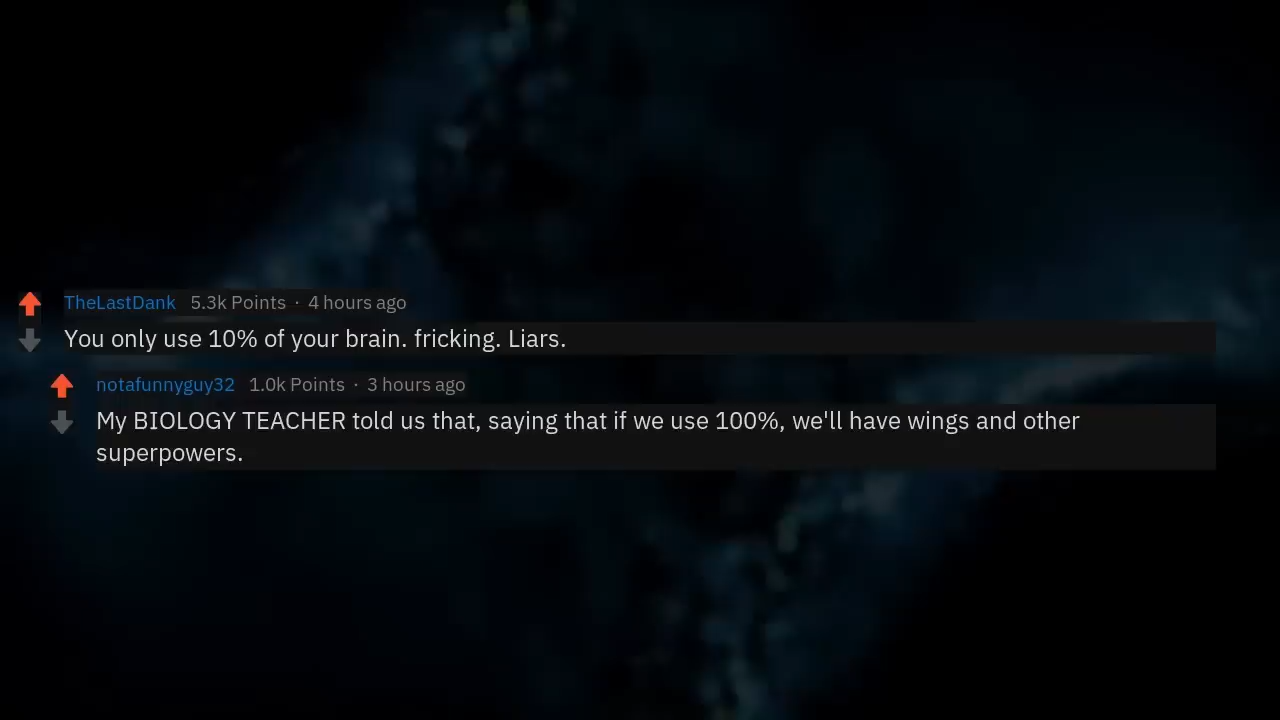 TheLastDank 5.3k Points · 4 hours ago
You only use 10% of your brain. fricking. Liars.
notafunnyguy32 1.0k Points · 3 hours ago
My BIOLOGY TEACHER told us that, saying that if we use 100%, we'll have wings and other
superpowers.